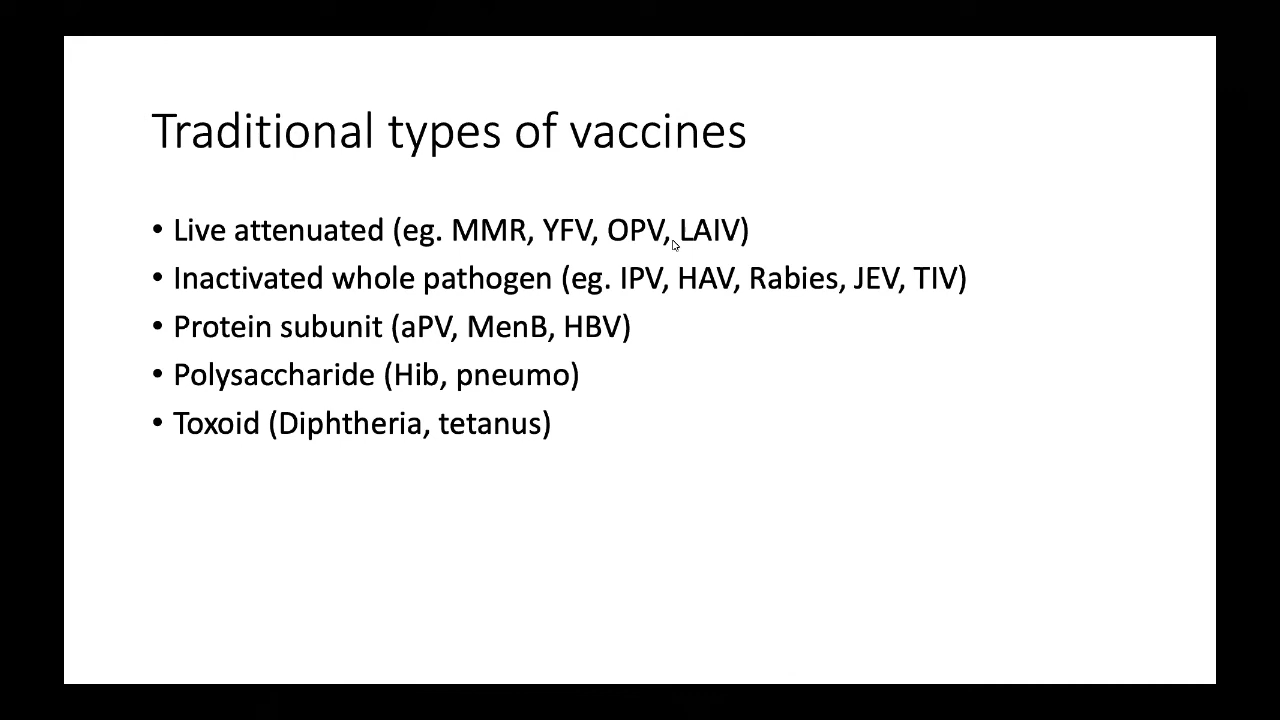 Traditional types of vaccines
• Live attenuated (eg. MMR, YFV, OPV, LAIV)
• Inactivated whole pathogen (eg. IPV, HAV, Rabies, JEV, TIV)
• Protein subunit (aPV, MenB, HBV)
• Polysaccharide (Hib, pneumo)
• Toxoid (Diphtheria, tetanus)